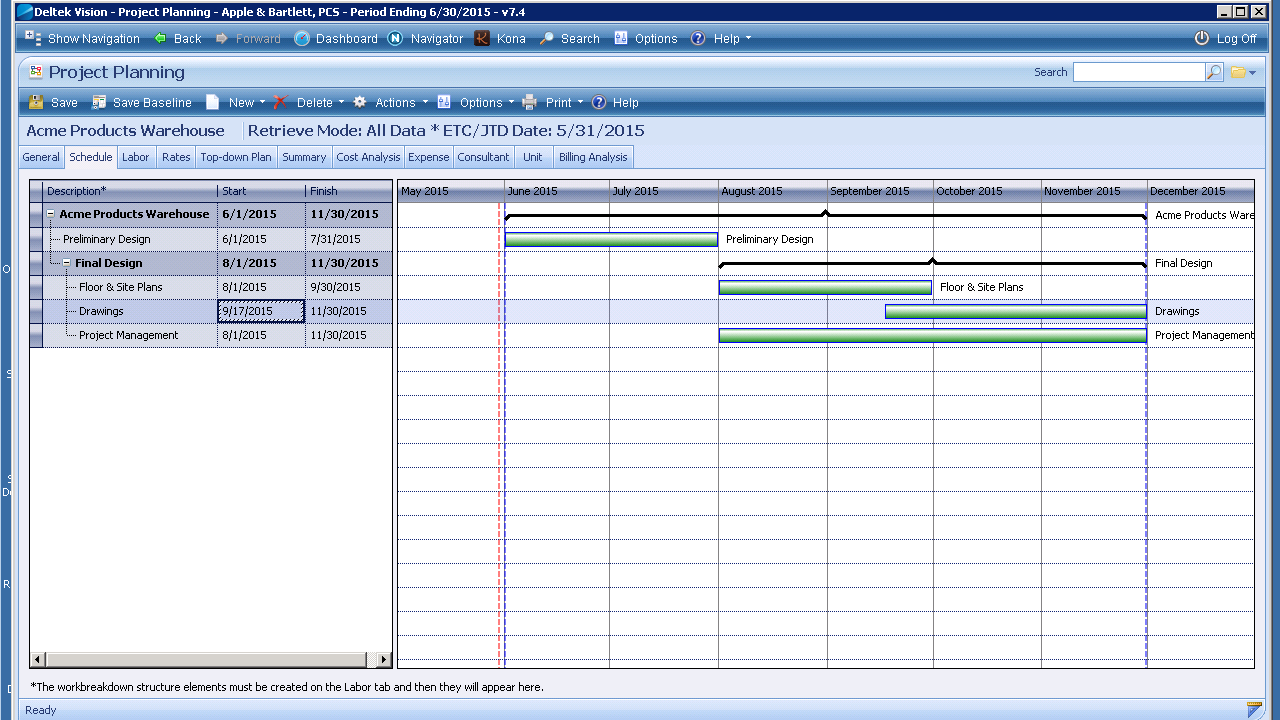 Deltek Vision - Project Planning - Apple & Bartlett, PCS - Period Ending 6/30/2015 - v7.4
Show Navigation Back Forward Dashboard Navigator Kona Search Options Help Log Off
Project Planning Search
Save Save Baseline New Delete Actions Options Print Help
Acme Products Warehouse Retrieve Mode: All Data * ETC/JTD Date: 5/31/2015
General Schedule Labor Rates Top-down Plan Summary Cost Analysis Expense Consultant Unit Billing Analysis
Description* Start Finish May 2015 June 2015 July 2015 August 2015 September 2015 October 2015 November 2015 December 2015
Acme Products Warehouse 6/1/2015 11/30/2015 Acme Products Ware
Preliminary Design 6/1/2015 7/31/2015 Preliminary Design
Final Design 8/1/2015 11/30/2015 Final Design
Floor & Site Plans 8/1/2015 9/30/2015 Floor & Site Plans
Drawings 9/17/2015 11/30/2015 Drawings
Project Management 8/1/2015 11/30/2015 Project Management
*The workbreakdown structure elements must be created on the Labor tab and then they will appear here.
Ready